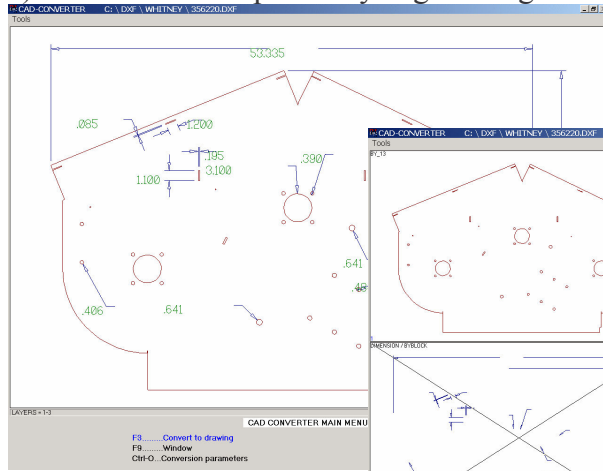 CAD-CONVERTER C: \ DXF \ WHITNEY \ 356220.DXF
Tools
53.335
.085
1.200
.195
3.100
1.100
.390
.641
.406
.641
LAYERS = 1-3
CAD CONVERTER MAIN MENU
F3.........Convert to drawing
F9.........Window
Ctrl-O...Conversion parameters
CAD-CONVERTER C: \ DXF \ WHITNEY \ 356220.DXF
Tools
BY_13
DIMENSION / BYBLOCK